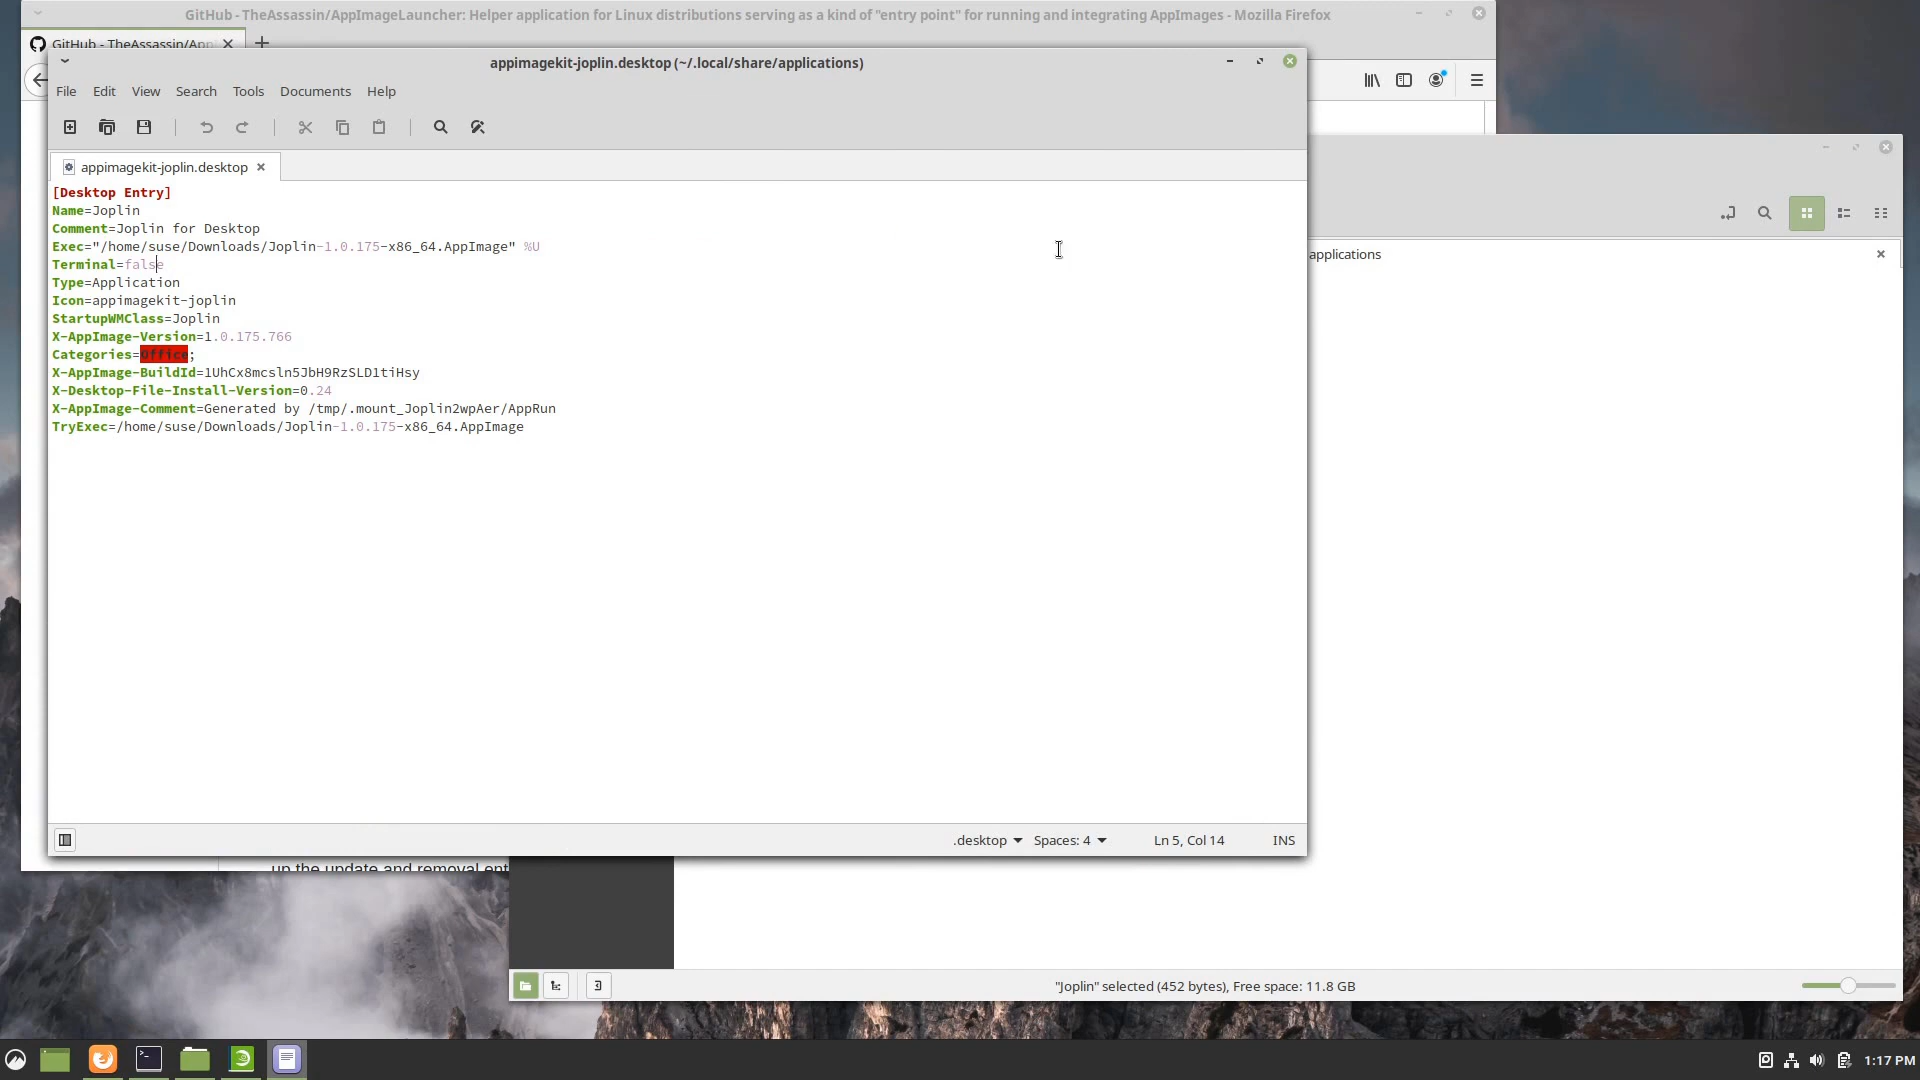 GitHub - TheAssassin/AppImageLauncher: Helper application for Linux distributions serving as a kind of "entry point" for running and integrating AppImages - Mozilla Firefox
GitHub - TheAssassin/App
appimagekit-joplin.desktop (~/.local/share/applications)
File Edit View Search Tools Documents Help
appimagekit-joplin.desktop
[Desktop Entry]
Name=Joplin
Comment=Joplin for Desktop
Exec="/home/suse/Downloads/Joplin-1.0.175-x86_64.AppImage" %U
Terminal=false
Type=Application
Icon=appimagekit-joplin
StartupWMClass=Joplin
X-AppImage-Version=1.0.175.766
Categories=Office;
X-AppImage-BuildId=1UhCx8mcsln5JbH9RzSLD1tiHsy
X-Desktop-File-Install-Version=0.24
X-AppImage-Comment=Generated by /tmp/.mount_Joplin2wpAer/AppRun
TryExec=/home/suse/Downloads/Joplin-1.0.175-x86_64.AppImage
applications
.desktop Spaces: 4 Ln 5, Col 14 INS
up the update and removal ent
"Joplin" selected (452 bytes), Free space: 11.8 GB
1:17 PM